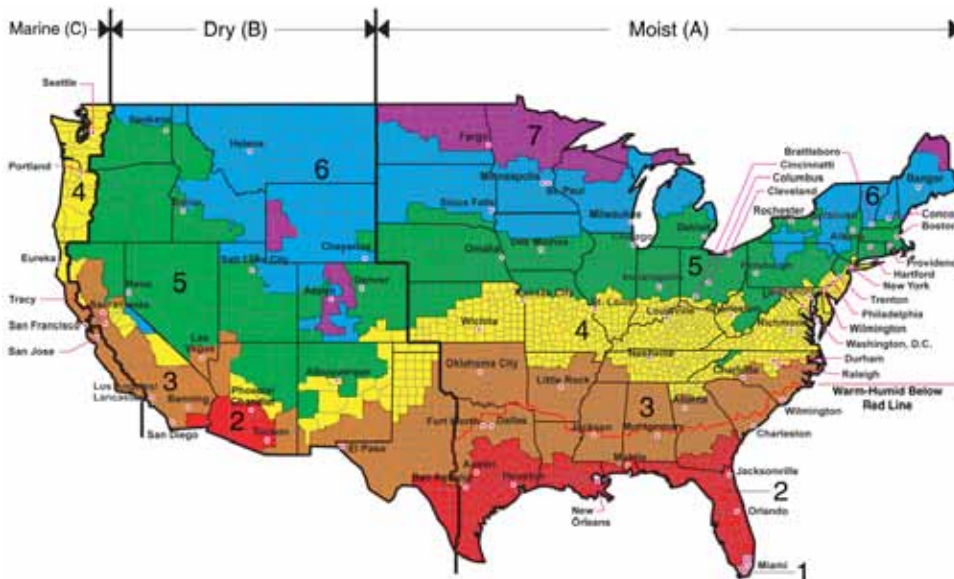 Marine (C)
Dry (B)
Moist (A)
Seattle
Spokane
Helena
Fargo
7
Brattleboro
Cincinnatti
Columbus
Cleveland
Portland
4
6
Minneapolis
St. Paul
6
Bangor
Boise
Sioux Falls
Milwaukee
Rochester
Concord
Boston
Albany
Detroit
Cheyenne
Omaha
Des Moines
Chicago
Eureka
5
Salt Lake City
Reno
Denver
Indianapolis
5
Pittsburgh
Providence
Hartford
New York
Tracy
Kansas City
St. Louis
Trenton
San Francisco
Wichita
4
Louisville
Richmond
Philadelphia
Wilmington
San Jose
Las
Vegas
Washington, D.C.
Nashville
Durham
Albuquerque
Oklahoma City
Charlotte
Raleigh
3
Phoenix
Little Rock
Warm-Humid Below
Red Line
Los Angeles
Lancaster
Banning
3
Atlanta
2
Wilmington
San Diego
Tucson
Fort Worth
Dallas
Jackson
Montgomery
Charleston
El Paso
Austin
Mobile
San Antonio
Houston
Jacksonville
2
New
Orleans
Orlando
Miami
1